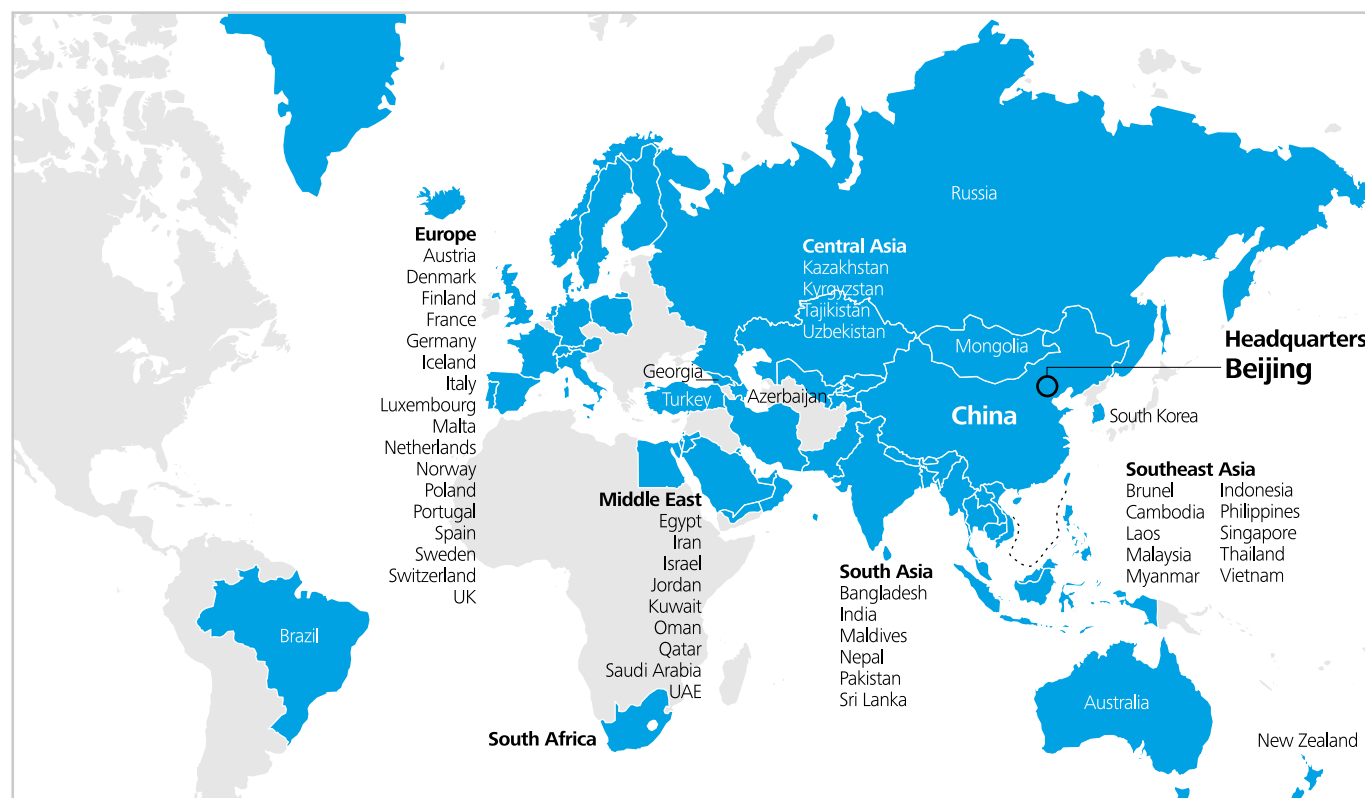 Russia
Europe
Austria
Denmark
Finland
France
Germany
Iceland
Italy
Luxembourg
Malta
Netherlands
Norway
Poland
Portugal
Spain
Sweden
Switzerland
UK
Central Asia
Kazakhstan
Kyrgyzstan
Tajikistan
Uzbekistan
Mongolia
Headquarters
Beijing
Georgia
Turkey
Azerbaijan
China
South Korea
Southeast Asia
Brunel
Cambodia
Laos
Malaysia
Myanmar
Indonesia
Philippines
Singapore
Thailand
Vietnam
Middle East
Egypt
Iran
Israel
Jordan
Kuwait
Oman
Qatar
Saudi Arabia
UAE
South Asia
Bangladesh
India
Maldives
Nepal
Pakistan
Sri Lanka
Brazil
South Africa
Australia
New Zealand